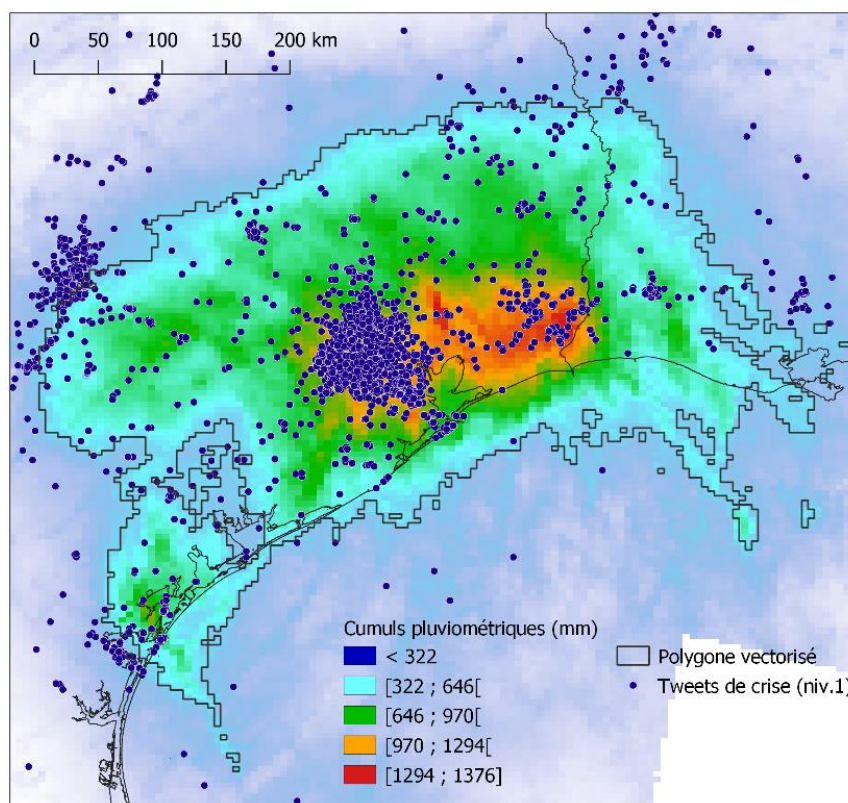 0 50 100 200 km
Cumuls pluviométriques (mm)
< 322
[322 ; 646[
[646 ; 970[
[970 ; 1294[
[1294 ; 1376]
Polygone vectorisé
Tweets de crise (niv.1)